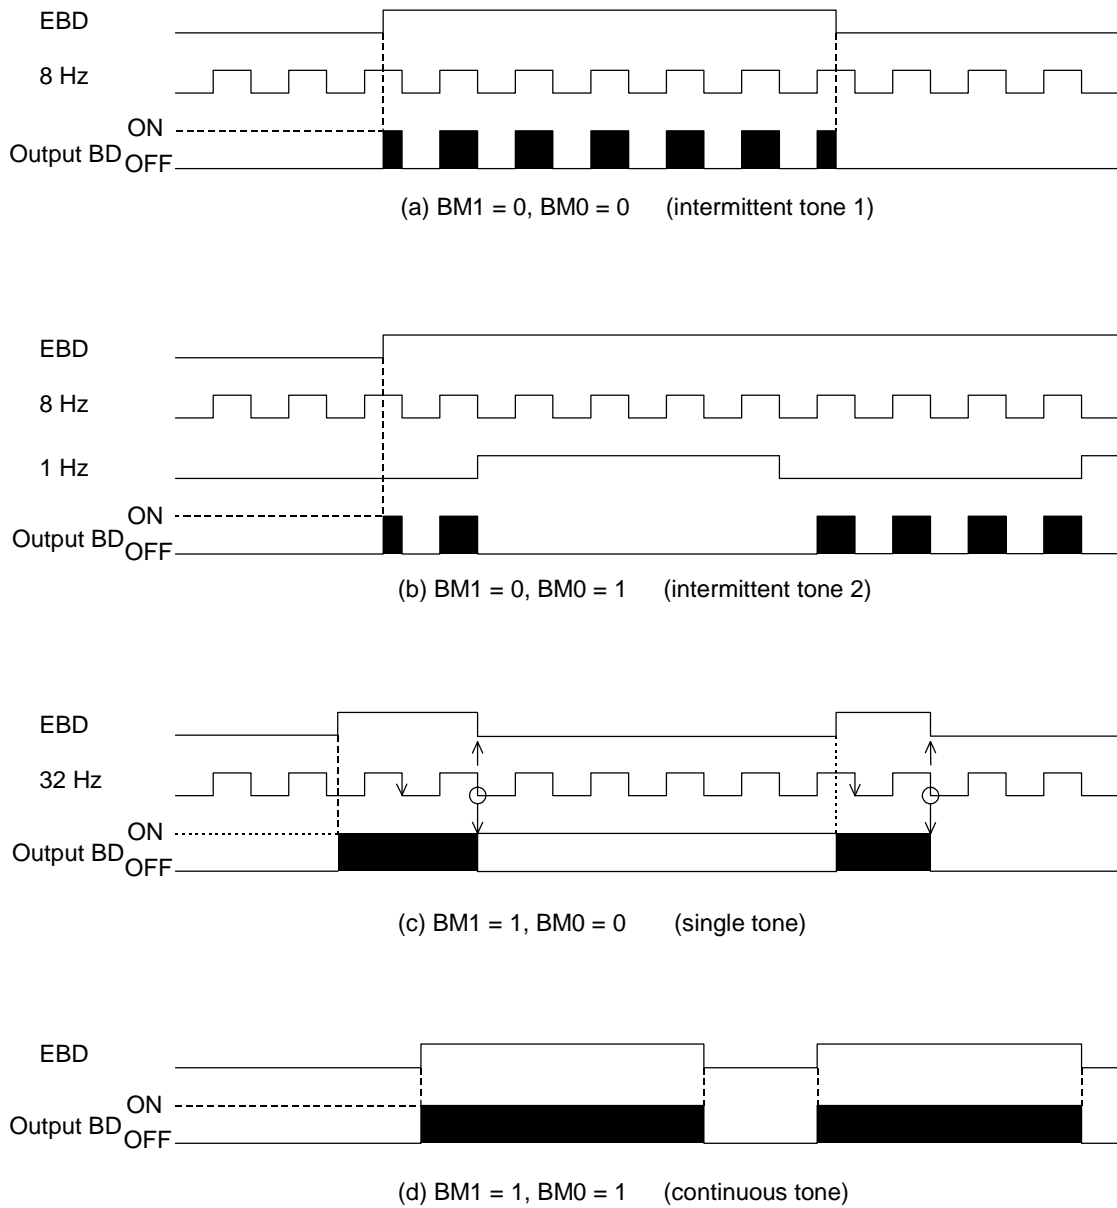 EBD
8 Hz
ON
Output BD
OFF
(a) BM1 = 0, BM0 = 0 (intermittent tone 1)
EBD
8 Hz
1 Hz
ON
Output BD
OFF
(b) BM1 = 0, BM0 = 1 (intermittent tone 2)
EBD
32 Hz
ON
Output BD
OFF
(c) BM1 = 1, BM0 = 0 (single tone)
EBD
ON
Output BD
OFF
(d) BM1 = 1, BM0 = 1 (continuous tone)